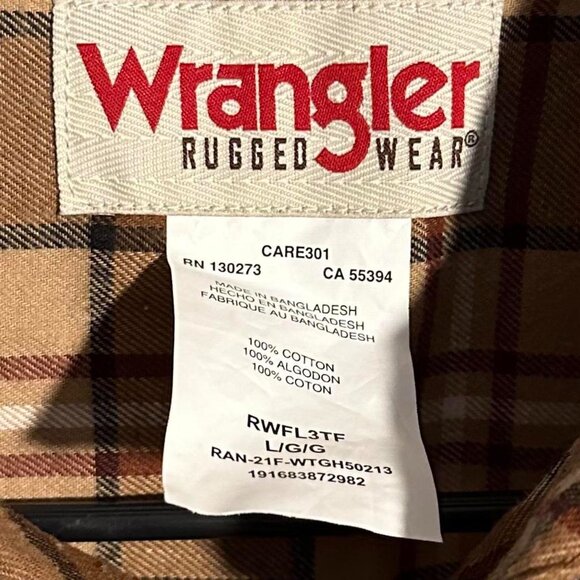 Wrangler
RUGGED WEAR®
CARE301
RN 130273 CA 55394
MADE IN BANGLADESH
HECHO EN BANGLADESH
FABRIQUE AU BANGLADESH
100% COTTON
100% ALGODON
100% COTON
RWFL3TF
L/G/G
RAN-21F-WTGH50213
191683872982